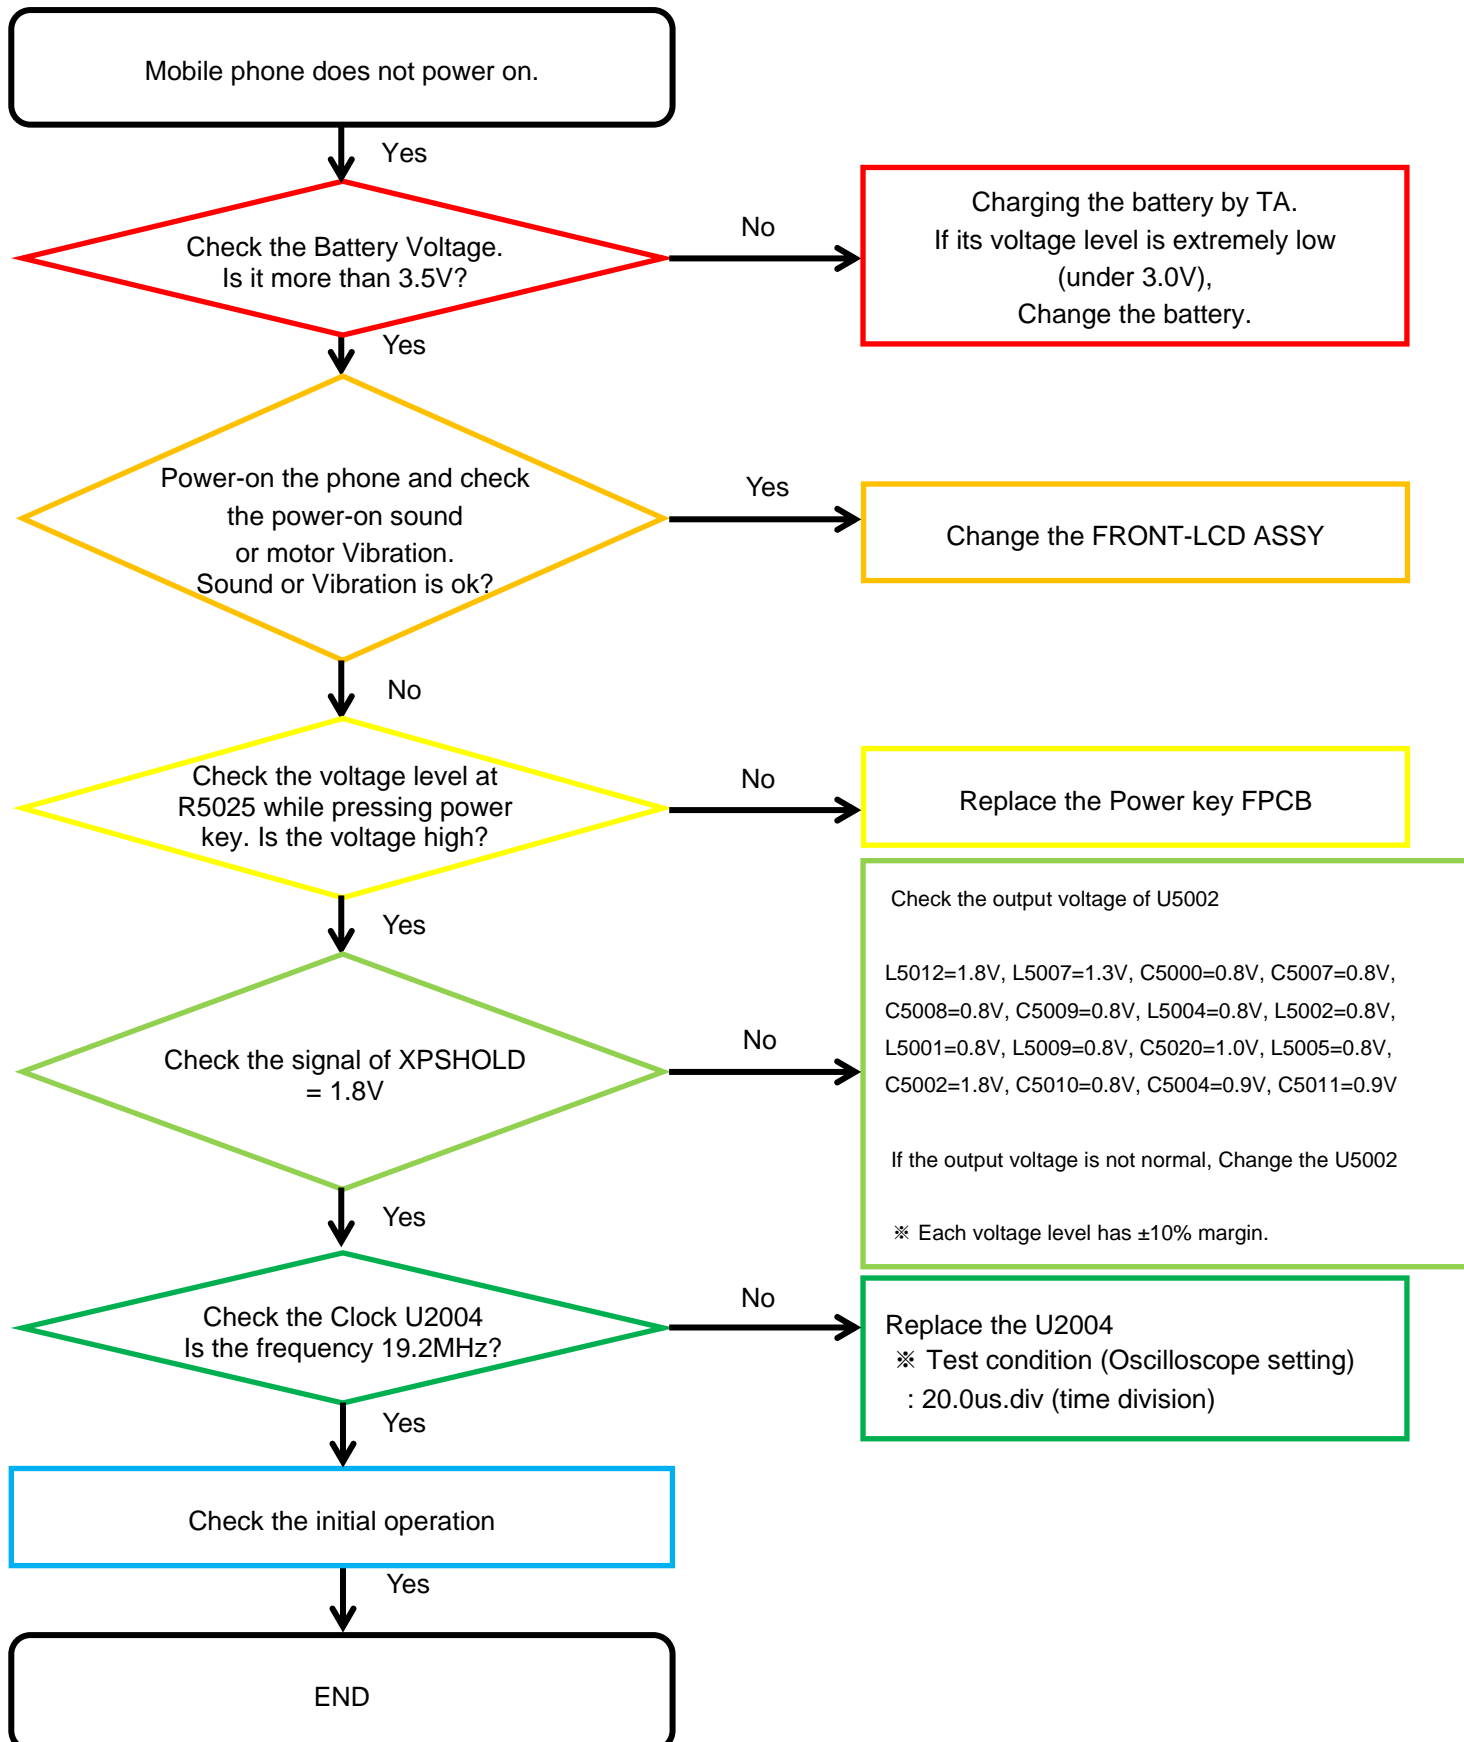 Mobile phone does not power on.
Yes
Check the Battery Voltage.
Is it more than 3.5V?
No
Charging the battery by TA.
If its voltage level is extremely low
(under 3.0V),
Change the battery.
Yes
Power-on the phone and check
the power-on sound
or motor Vibration.
Sound or Vibration is ok?
Yes
Change the FRONT-LCD ASSY
No
Check the voltage level at
R5025 while pressing power
key. Is the voltage high?
No
Replace the Power key FPCB
Yes
Check the signal of XPSHOLD
= 1.8V
No
Check the output voltage of U5002
L5012=1.8V, L5007=1.3V, C5000=0.8V, C5007=0.8V,
C5008=0.8V, C5009=0.8V, L5004=0.8V, L5002=0.8V,
L5001=0.8V, L5009=0.8V, C5020=1.0V, L5005=0.8V,
C5002=1.8V, C5010=0.8V, C5004=0.9V, C5011=0.9V
If the output voltage is not normal, Change the U5002
※ Each voltage level has ±10% margin.
Yes
Check the Clock U2004
Is the frequency 19.2MHz?
No
Replace the U2004
※ Test condition (Oscilloscope setting)
: 20.0us.div (time division)
Yes
Check the initial operation
Yes
END